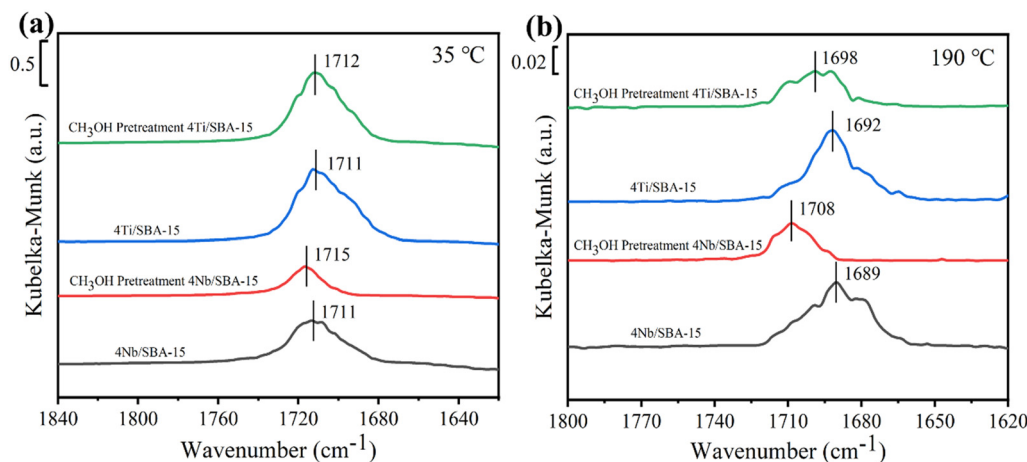 (a)
0.5
35 ℃
1712
CH₃OH Pretreatment 4Ti/SBA-15
1711
4Ti/SBA-15
1715
CH₃OH Pretreatment 4Nb/SBA-15
1711
4Nb/SBA-15
Kubelka-Munk (a.u.)
1840 1800 1760 1720 1680 1640
Wavenumber (cm⁻¹)
(b)
0.02
190 ℃
1698
CH₃OH Pretreatment 4Ti/SBA-15
1692
4Ti/SBA-15
1708
CH₃OH Pretreatment 4Nb/SBA-15
1689
4Nb/SBA-15
Kubelka-Munk (a.u.)
1800 1770 1740 1710 1680 1650 1620
Wavenumber (cm⁻¹)